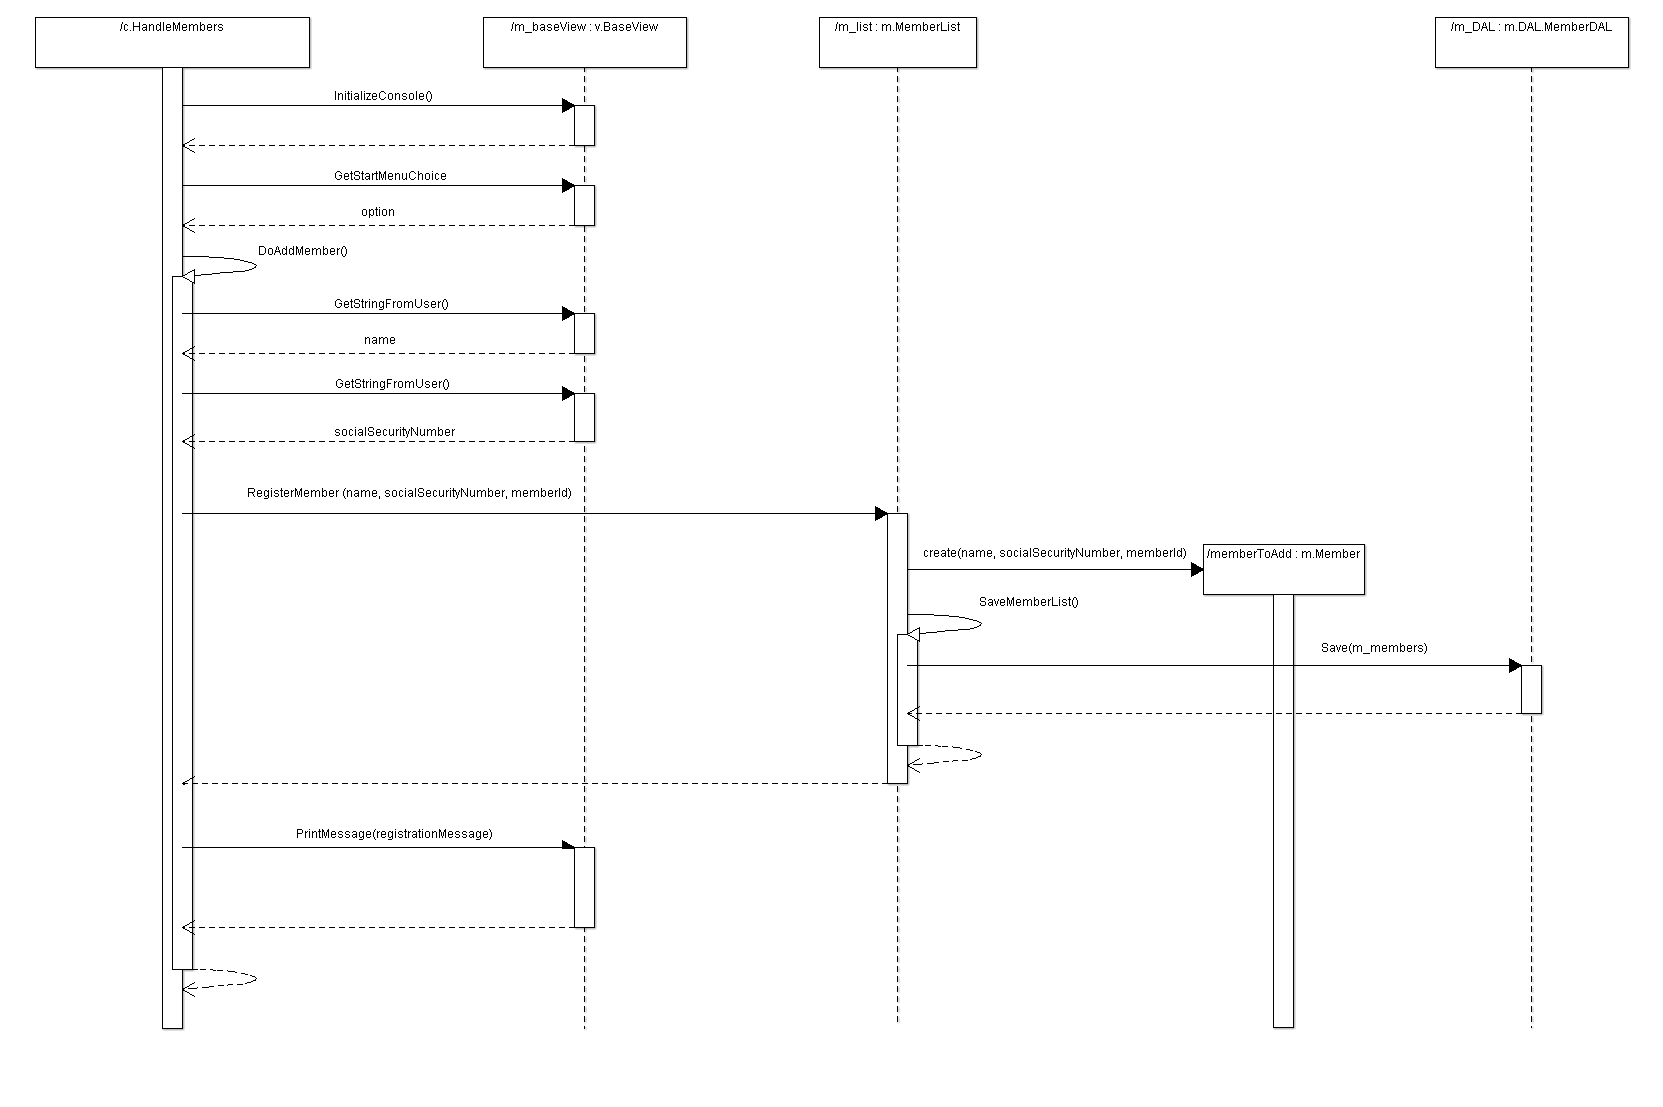 /c.HandleMembers
/m_baseView : v.BaseView
/m_list : m.MemberList
/m_DAL : m.DAL.MemberDAL
InitializeConsole()
GetStartMenuChoice
option
DoAddMember()
GetStringFromUser()
name
GetStringFromUser()
socialSecurityNumber
RegisterMember (name, socialSecurityNumber, memberId)
create(name, socialSecurityNumber, memberId)
/memberToAdd : m.Member
SaveMemberList()
Save(m_members)
PrintMessage(registrationMessage)